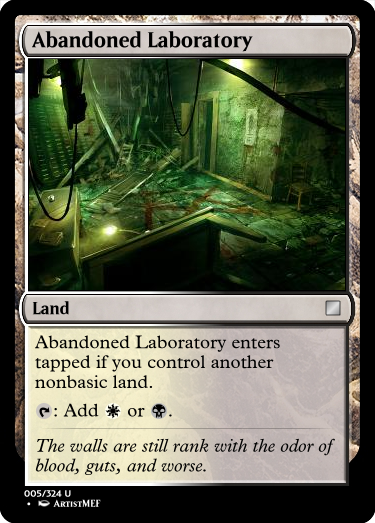 Abandoned Laboratory
Land
Abandoned Laboratory enters
tapped if you control another
nonbasic land.
: Add or .
The walls are still rank with the odor of
blood, guts, and worse.
005/324 U
• ArtistMEF